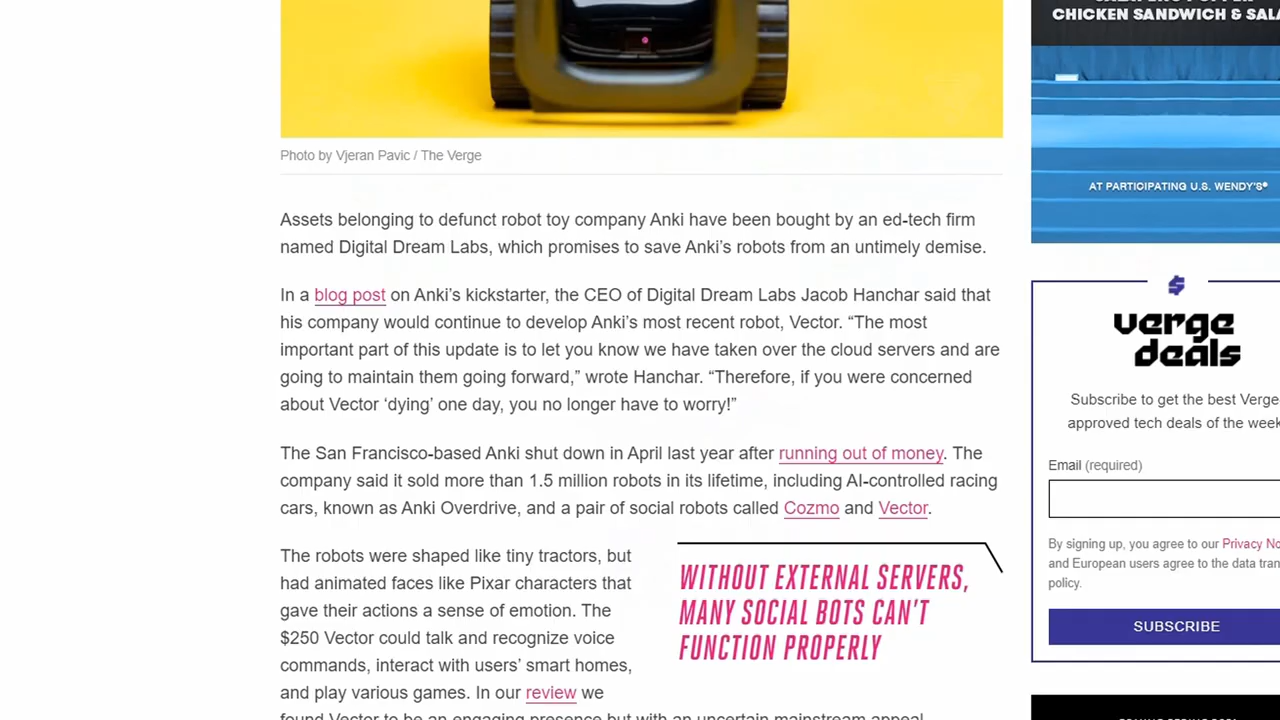 CHICKEN SANDWICH & SALA
AT PARTICIPATING U.S. WENDY'S®
Photo by Vjeran Pavic / The Verge
Assets belonging to defunct robot toy company Anki have been bought by an ed-tech firm
named Digital Dream Labs, which promises to save Anki’s robots from an untimely demise.
In a blog post on Anki’s kickstarter, the CEO of Digital Dream Labs Jacob Hanchar said that
his company would continue to develop Anki’s most recent robot, Vector. “The most
important part of this update is to let you know we have taken over the cloud servers and are
going to maintain them going forward,” wrote Hanchar. “Therefore, if you were concerned
about Vector ‘dying’ one day, you no longer have to worry!”
The San Francisco-based Anki shut down in April last year after running out of money. The
company said it sold more than 1.5 million robots in its lifetime, including AI-controlled racing
cars, known as Anki Overdrive, and a pair of social robots called Cozmo and Vector.
The robots were shaped like tiny tractors, but
had animated faces like Pixar characters that
gave their actions a sense of emotion. The
$250 Vector could talk and recognize voice
commands, interact with users’ smart homes,
and play various games. In our review we
found Vector to be an engaging presence but with an uncertain mainstream appeal
WITHOUT EXTERNAL SERVERS,
MANY SOCIAL BOTS CAN’T
FUNCTION PROPERLY
verge
deals
Subscribe to get the best Verge-
approved tech deals of the week
Email (required)
By signing up, you agree to our Privacy No
and European users agree to the data tran
policy.
SUBSCRIBE